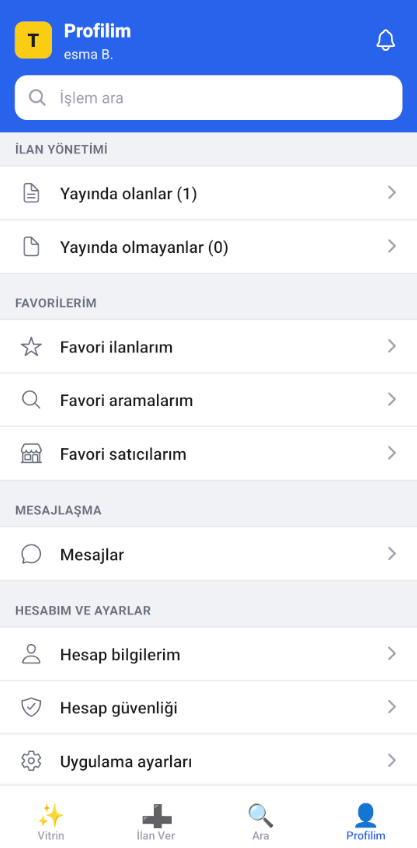 T
Profilim
esma B.
İşlem ara
İLAN YÖNETİMİ
Yayında olanlar (1)
Yayında olmayanlar (0)
FAVORİLERİM
Favori ilanlarım
Favori aramalarım
Favori satıcılarım
MESAJLAŞMA
Mesajlar
HESABIM VE AYARLAR
Hesap bilgilerim
Hesap güvenliği
Uygulama ayarları
Vitrin
İlan Ver
Ara
Profilim